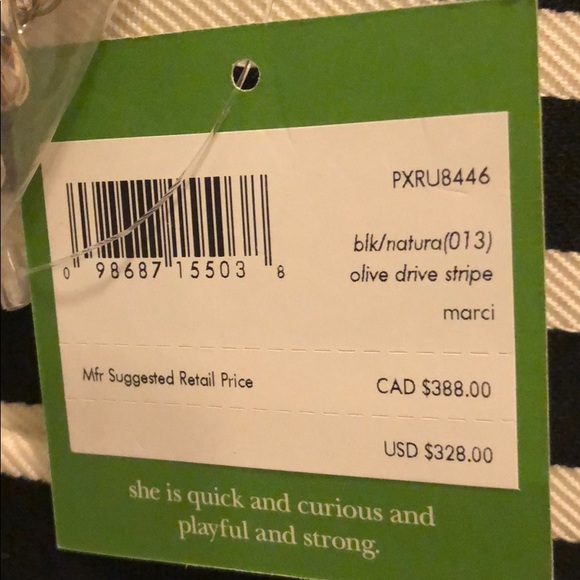 PXRU8446
0 98687 15503 8
blk/natura(013)
olive drive stripe
marci
Mfr Suggested Retail Price CAD $388.00
USD $328.00
she is quick and curious and
playful and strong.